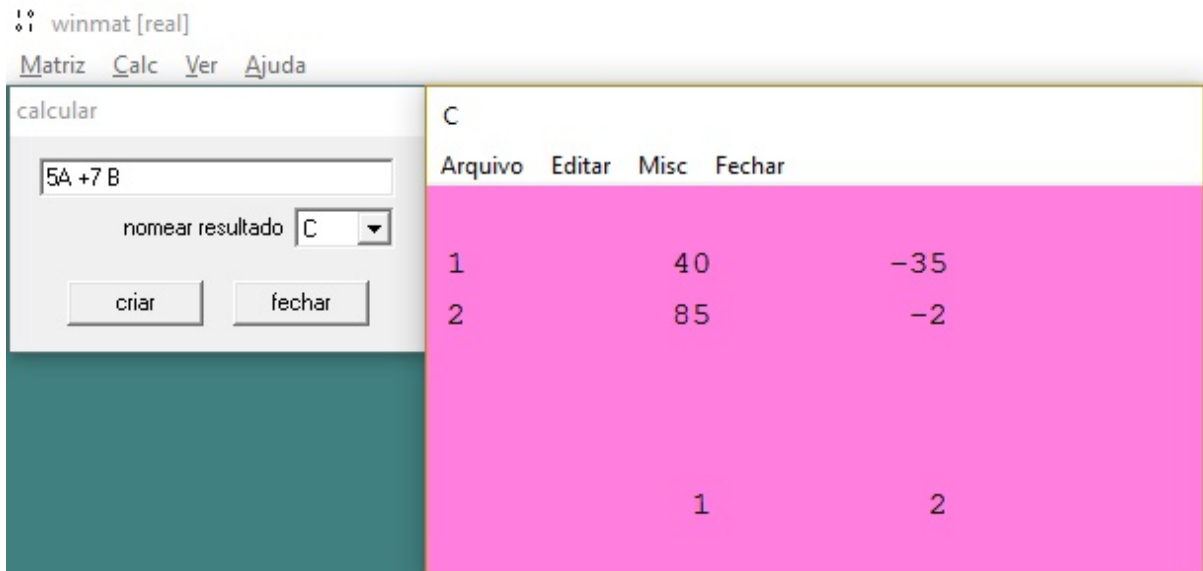 winmat [real]
Matriz Calc Ver Ajuda
calcular
5A +7 B
nomear resultado C
criar fechar
C
Arquivo Editar Misc Fechar
1 40 -35
2 85 -2
1 2